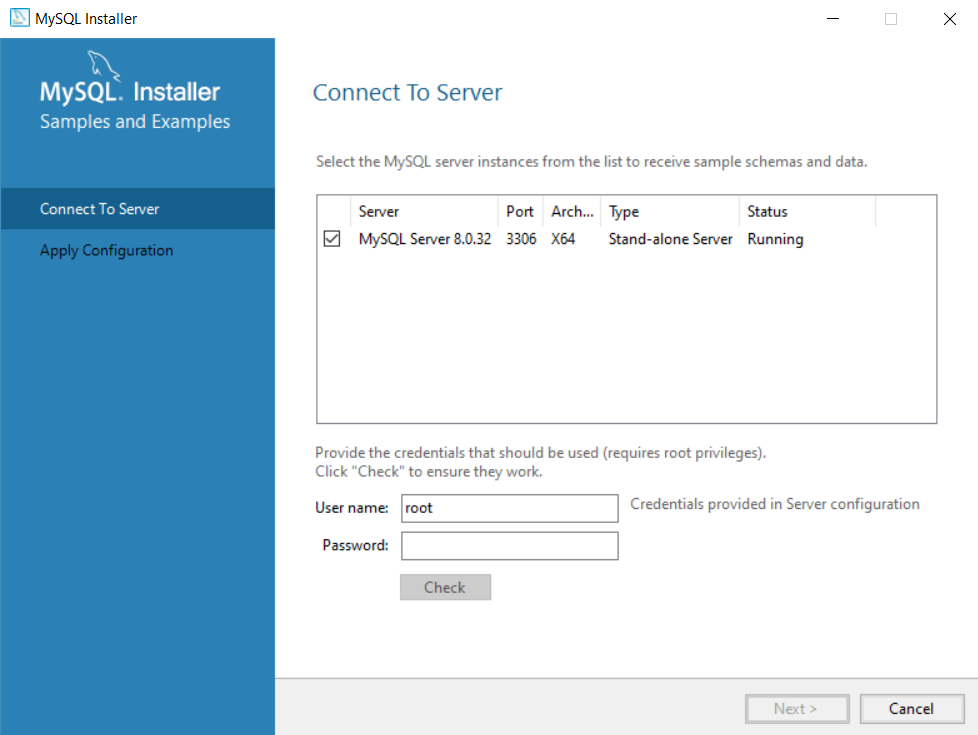 MySQL Installer
MySQL. Installer
Samples and Examples
Connect To Server
Apply Configuration
Connect To Server
Select the MySQL server instances from the list to receive sample schemas and data.
Server Port Arch... Type Status
MySQL Server 8.0.32 3306 X64 Stand-alone Server Running
Provide the credentials that should be used (requires root privileges).
Click "Check" to ensure they work.
User name: root Credentials provided in Server configuration
Password:
Check
Next > Cancel